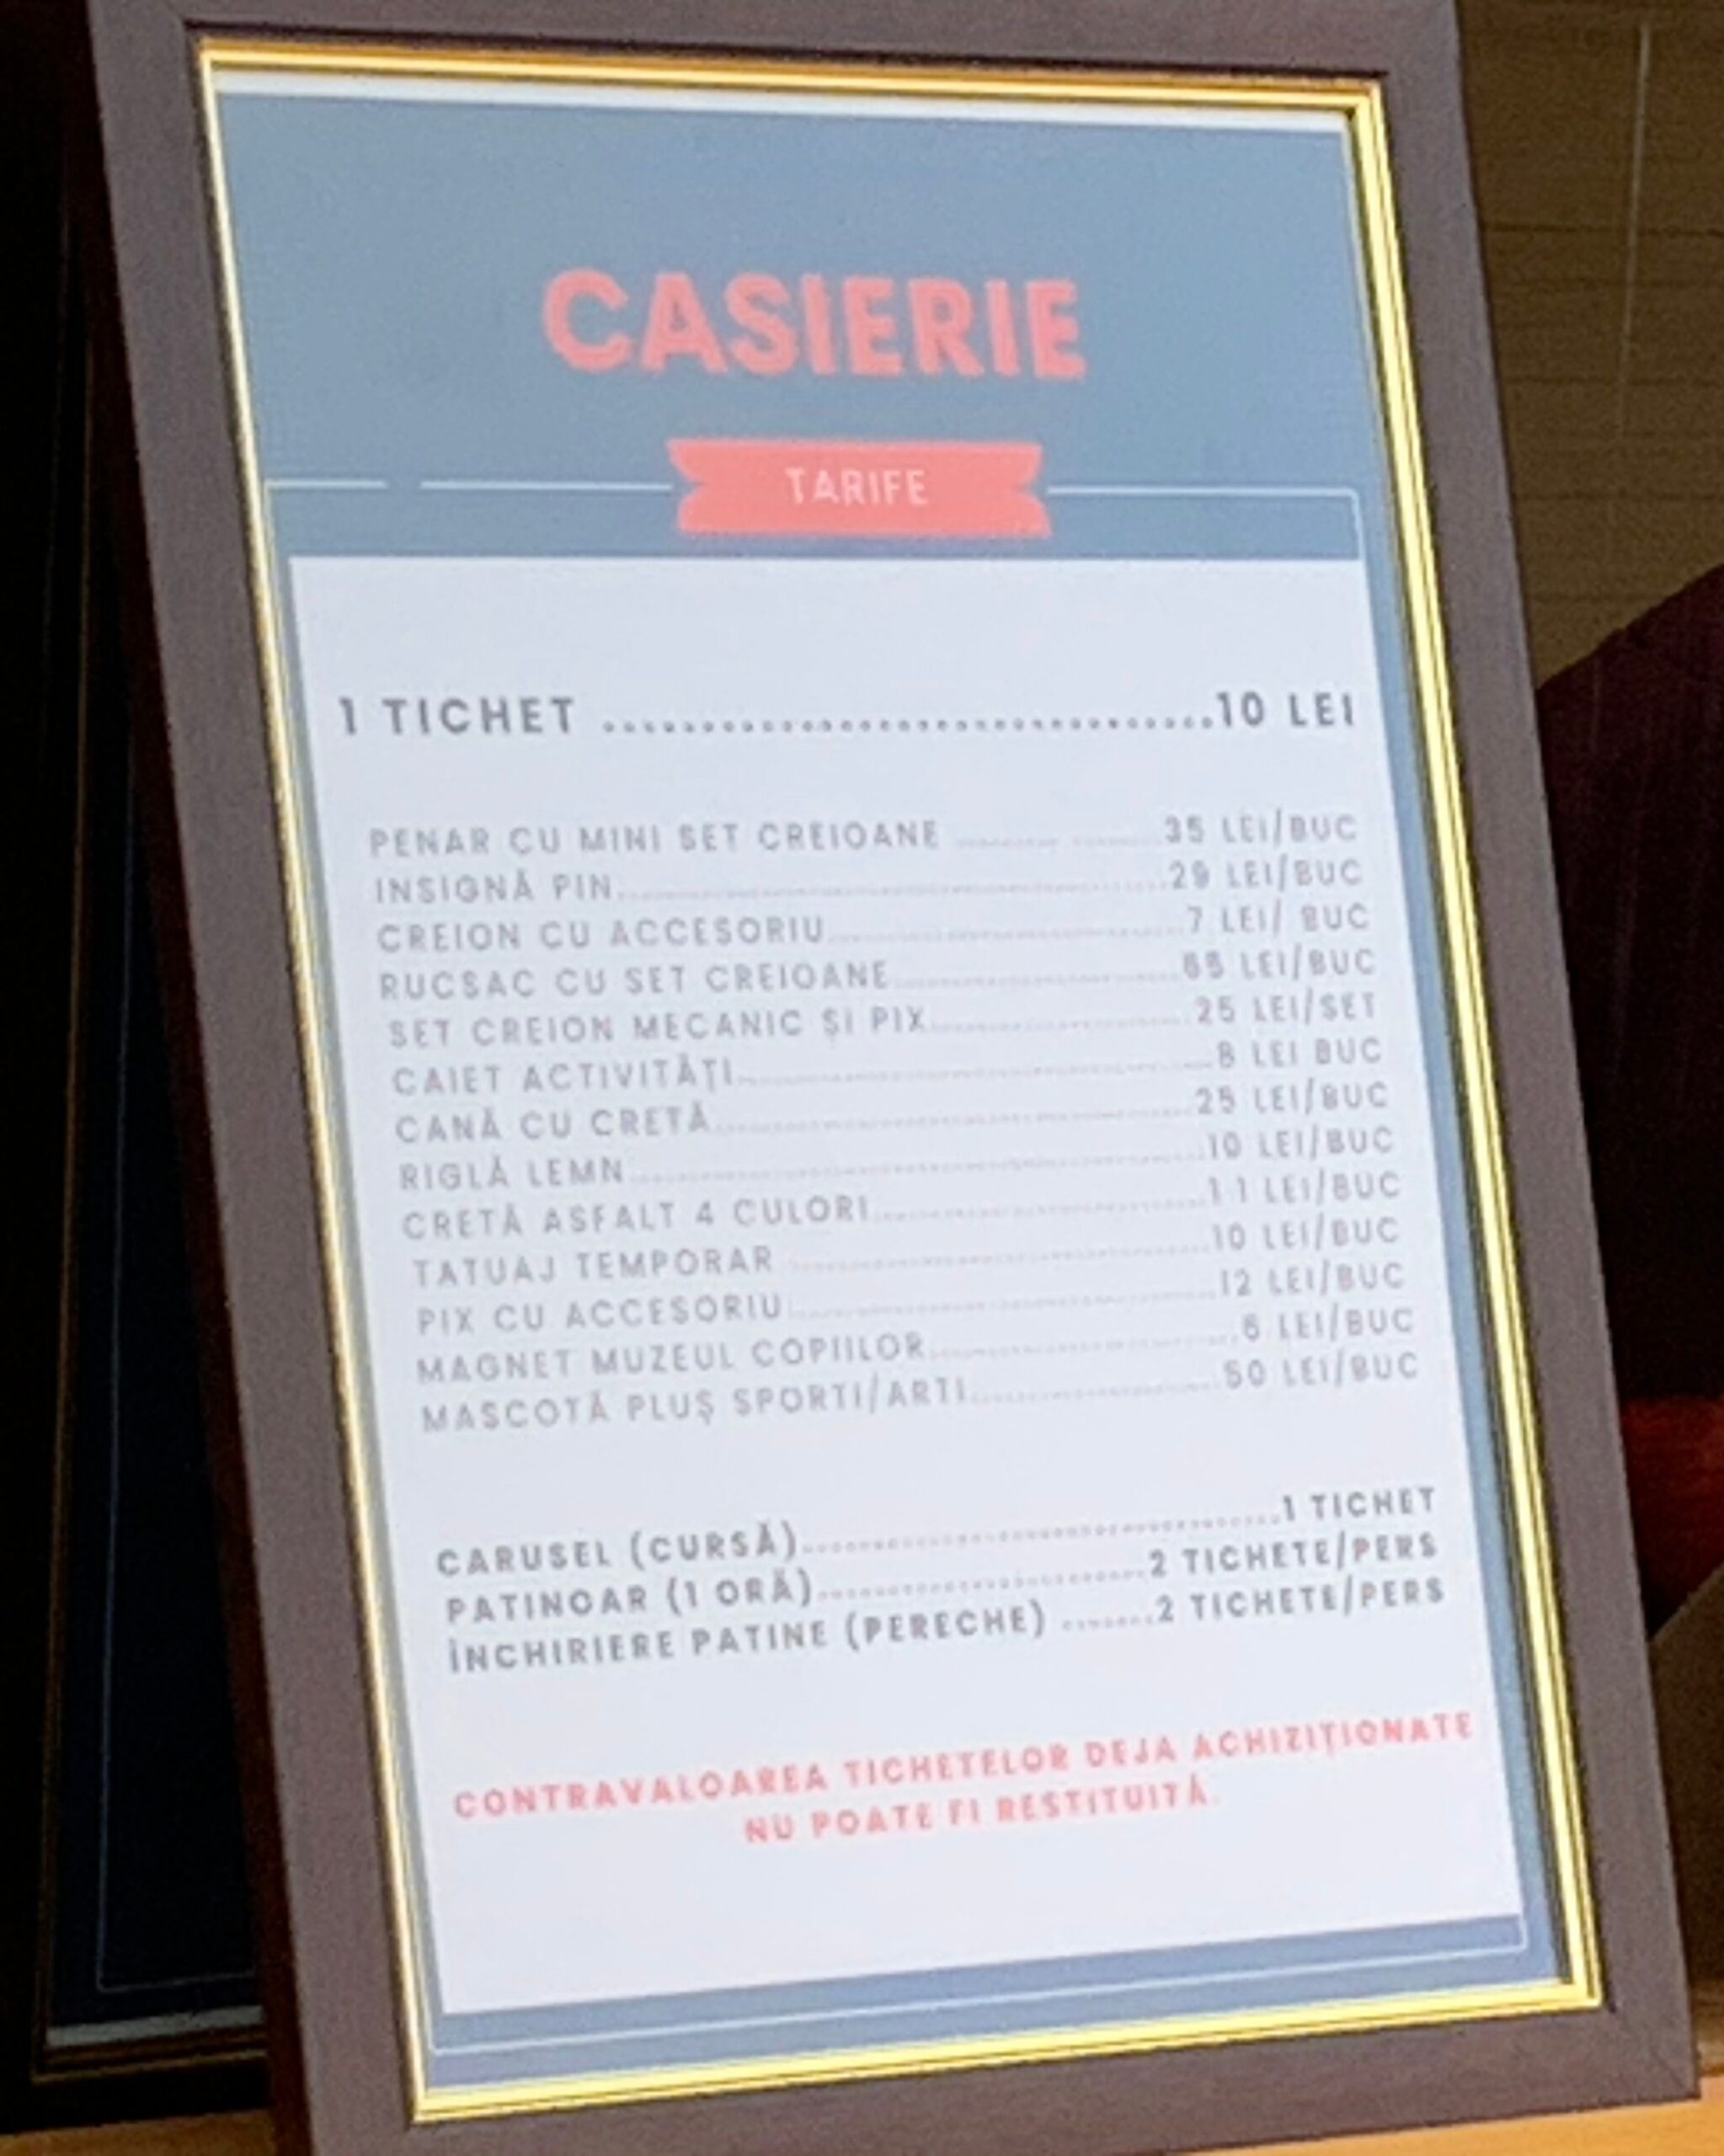 CASIERIE
TARIFE
1 TICHET ................................10 LEI
PENAR CU MINI SET CREIOANE ........... ..........35 LEI/BUC
INSIGNĂ PIN..........................................29 LEI/BUC
CREION CU ACCESORIU..........................7 LEI/ BUC
RUCSAC CU SET CREIOANE.....................LEI/BUC
SET CREION MECANIC ȘI PIX....................25 LEI/SET
CAIET ACTIVITĂȚI....................................8 LEI BUC
CANĂ CU CRETĂ....................................25 LEI/BUC
RIGLĂ LEMN..........................................10 LEI/BUC
CRETĂ ASFALT 4 CULORI........................11 LEI/BUC
TATUAJ TEMPORAR ...............................10 LEI/BUC
PIX CU ACCESORIU................................12 LEI/BUC
MAGNET MUZEUL COPIILOR.......................LEI/BUC
MASCOTĂ PLUȘ SPORTI/ARTI..................50 LEI/BUC
CARUSEL (CURSĂ)..................................1 TICHET
PATINOAR (1 ORĂ).......................2 TICHETE/PERS
ÎNCHIRIERE PATINE (PERECHE) .......2 TICHETE/PERS
CONTRAVALOAREA TICHETELOR DEJA ACHIZIȚIONATE
NU POATE FI RESTITUITĂ.